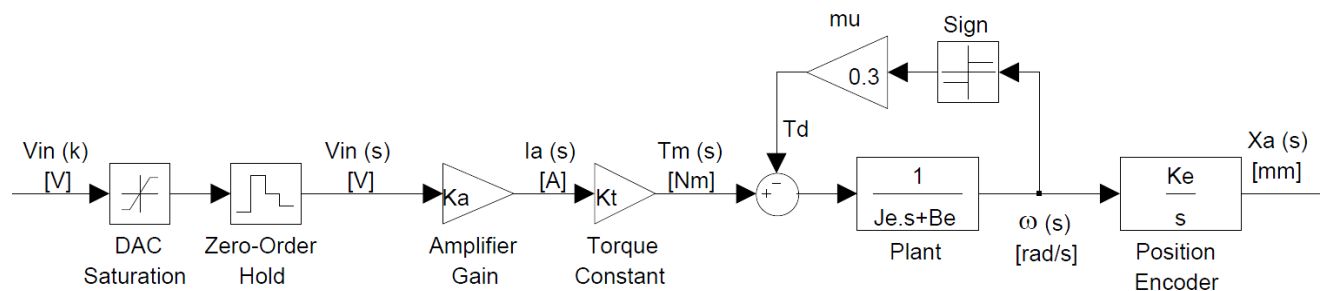 mu
Sign
0.3
Td
Vin (k)
[V]
DAC
Saturation
Zero-Order
Hold
Vin (s)
[V]
Ka
Amplifier
Gain
Ia (s)
[A]
Kt
Torque
Constant
Tm (s)
[Nm]
+
−
1
Je.s+Be
Plant
ω (s)
[rad/s]
Ke
s
Position
Encoder
Xa (s)
[mm]